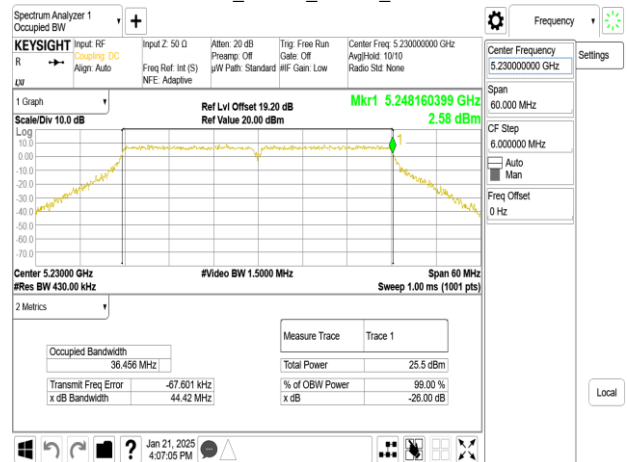 Spectrum Analyzer 1
Occupied BW
Frequency
KEYSIGHT
Input: RF
Coupling: DC
Align: Auto
Input Z: 50 Ω
Freq Ref: Int (S)
NFE: Adaptive
Atten: 20 dB
Preamp: Off
µW Path: Standard
Trig: Free Run
Gate: Off
#IF Gain: Low
Center Freq: 5.230000000 GHz
Avg|Hold: 10/10
Radio Std: None
R
LXI
Center Frequency
5.230000000 GHz
Settings
Span
60.000 MHz
CF Step
6.000000 MHz
Auto
Man
Freq Offset
0 Hz
Local
1 Graph
Scale/Div 10.0 dB
Ref Lvl Offset 19.20 dB
Ref Value 20.00 dBm
Mkr1 5.248160399 GHz
2.58 dBm
Log
10.0
0.00
-10.0
-20.0
-30.0
-40.0
-50.0
-60.0
-70.0
1
Center 5.23000 GHz
#Res BW 430.00 kHz
#Video BW 1.5000 MHz
Span 60 MHz
Sweep 1.00 ms (1001 pts)
2 Metrics
Occupied Bandwidth
36.456 MHz
Transmit Freq Error -67.601 kHz
x dB Bandwidth 44.42 MHz
Measure Trace Trace 1
Total Power 25.5 dBm
% of OBW Power 99.00 %
x dB -26.00 dB
Jan 21, 2025
4:07:05 PM